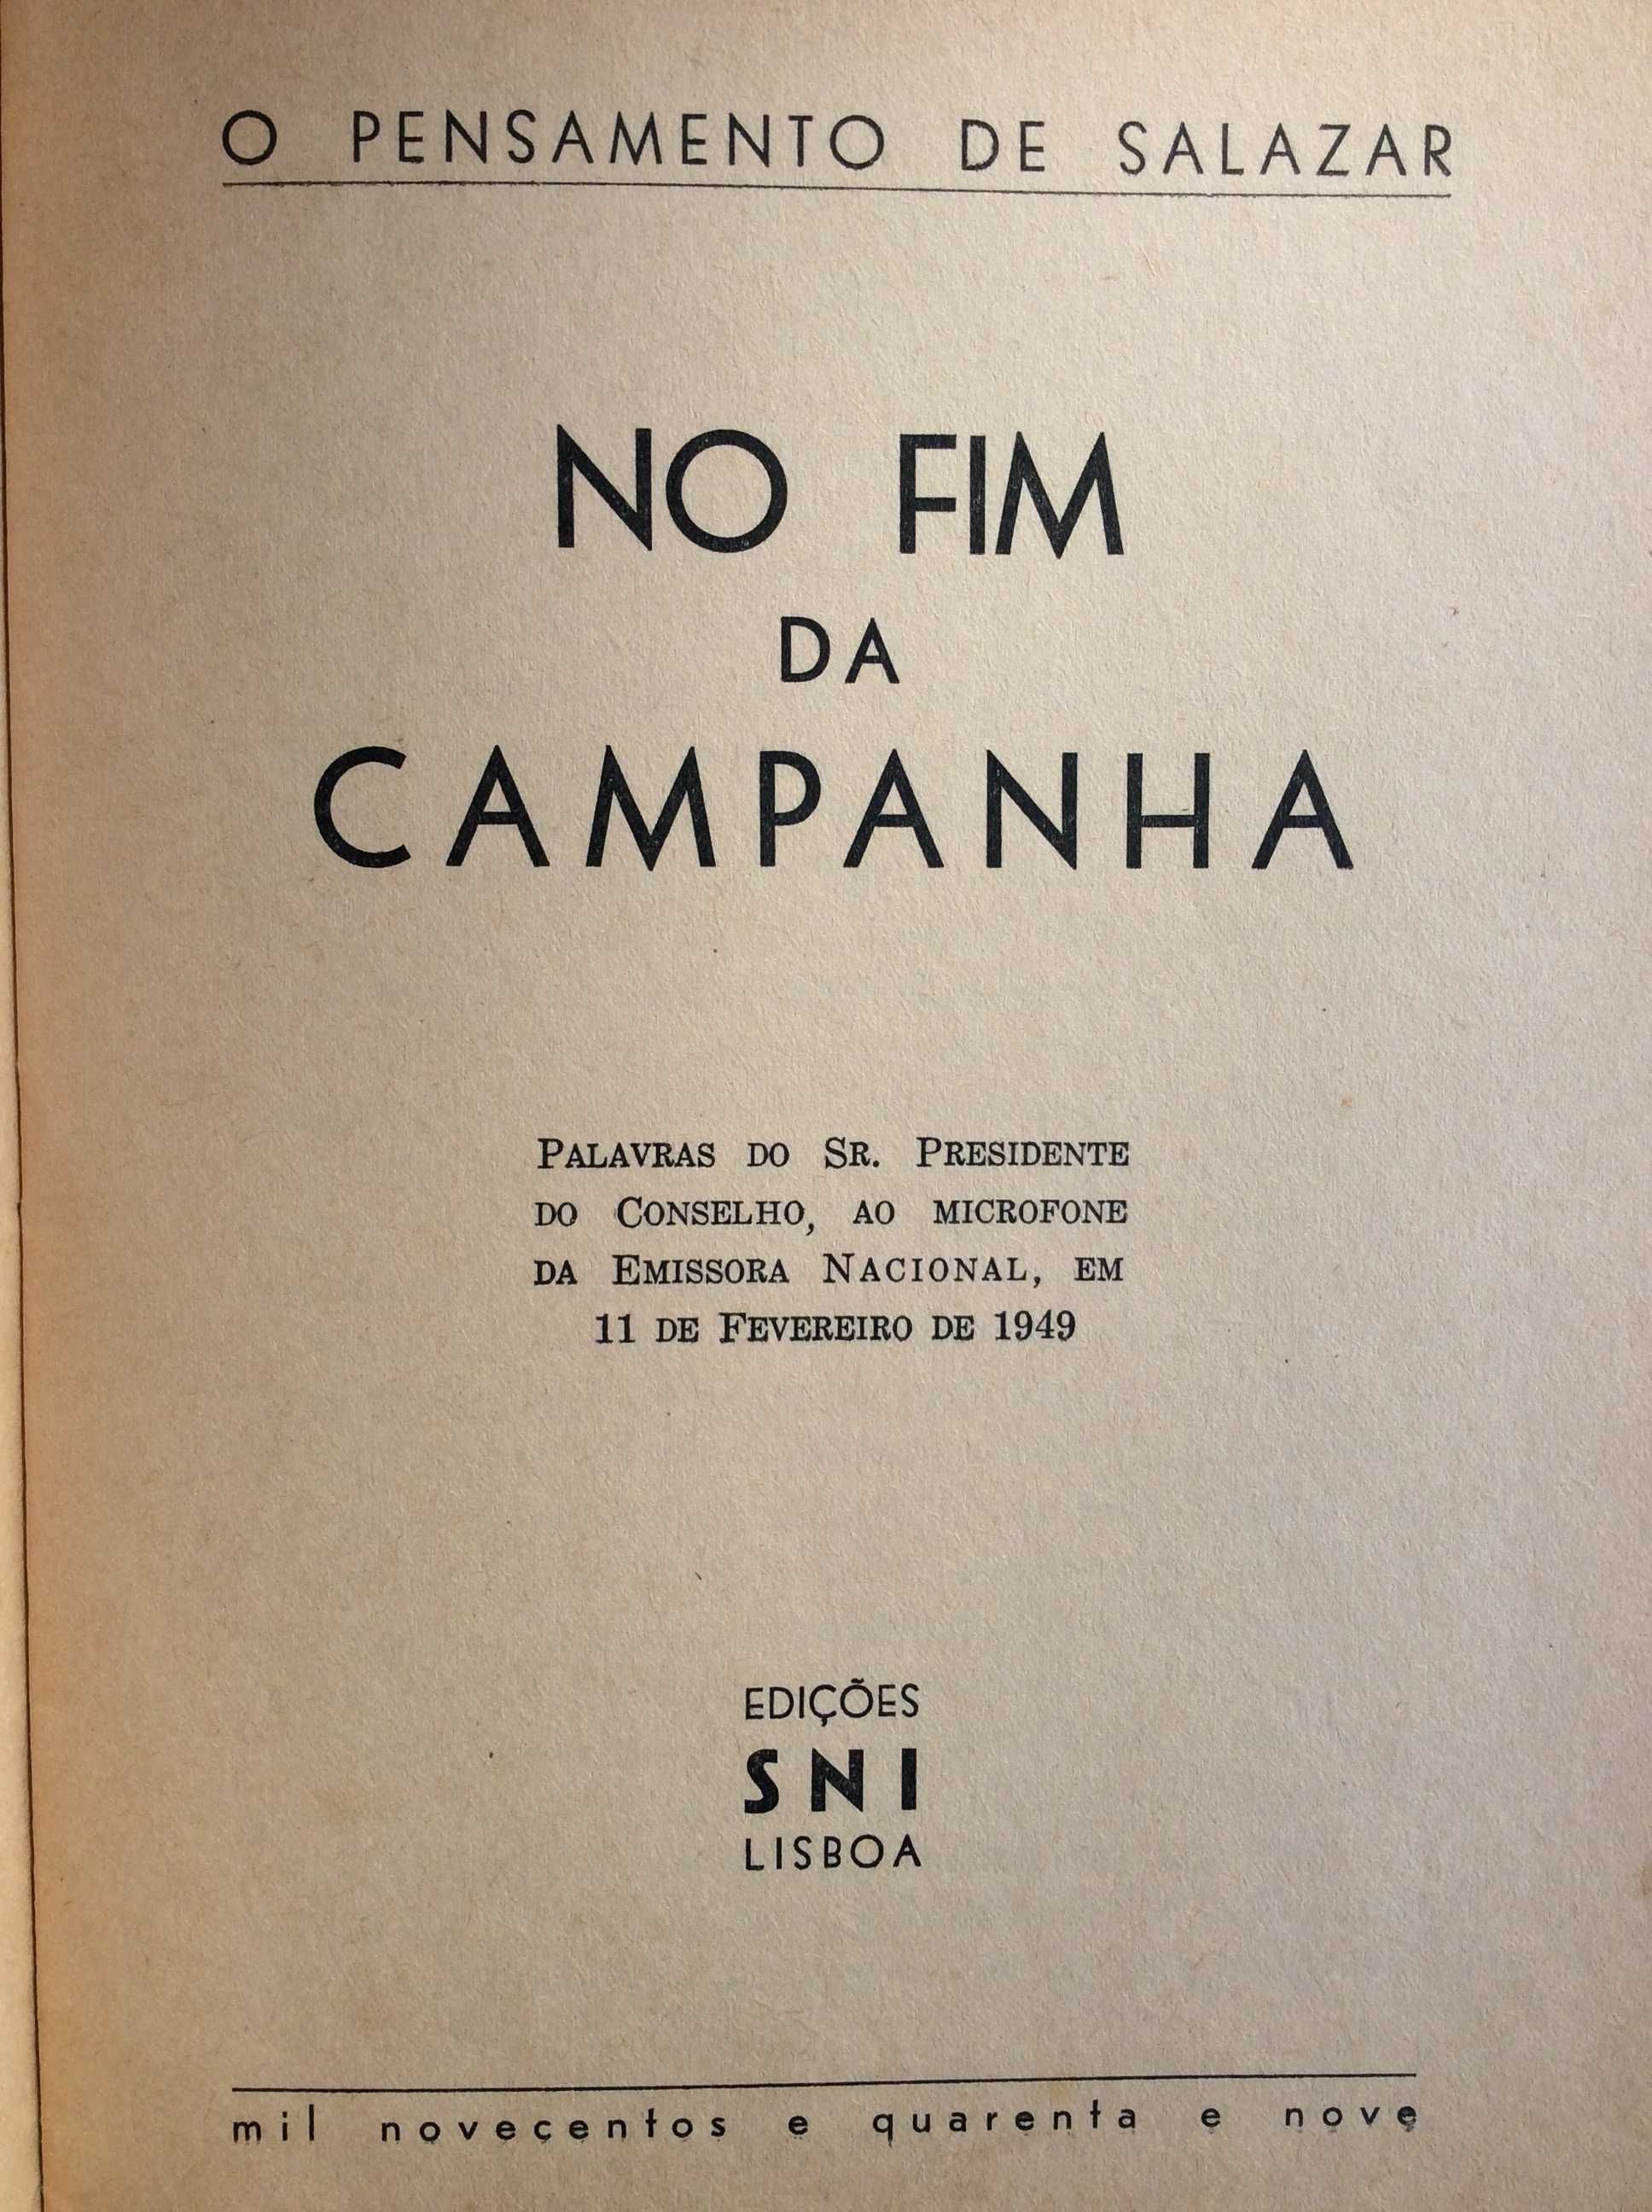 O PENSAMENTO DE SALAZAR
NO FIM
DA
CAMPANHA
PALAVRAS DO SR. PRESIDENTE
DO CONSELHO, AO MICROFONE
DA EMISSORA NACIONAL, EM
11 DE FEVEREIRO DE 1949
EDIÇÕES
SNI
LISBOA
mil novecentos e quarenta e nove